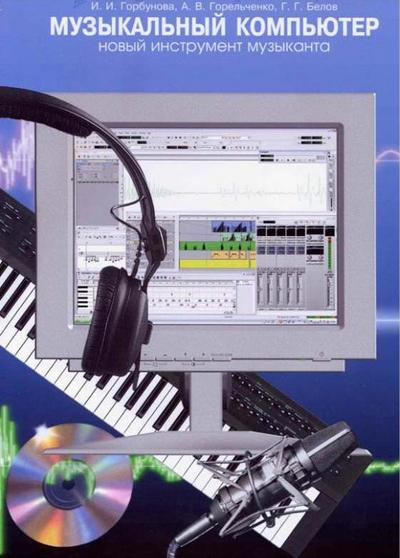 И. И. Горбунова, А. В. Горельченко, Г. Г. Белов
МУЗЫКАЛЬНЫЙ КОМПЬЮТЕР
новый инструмент музыканта